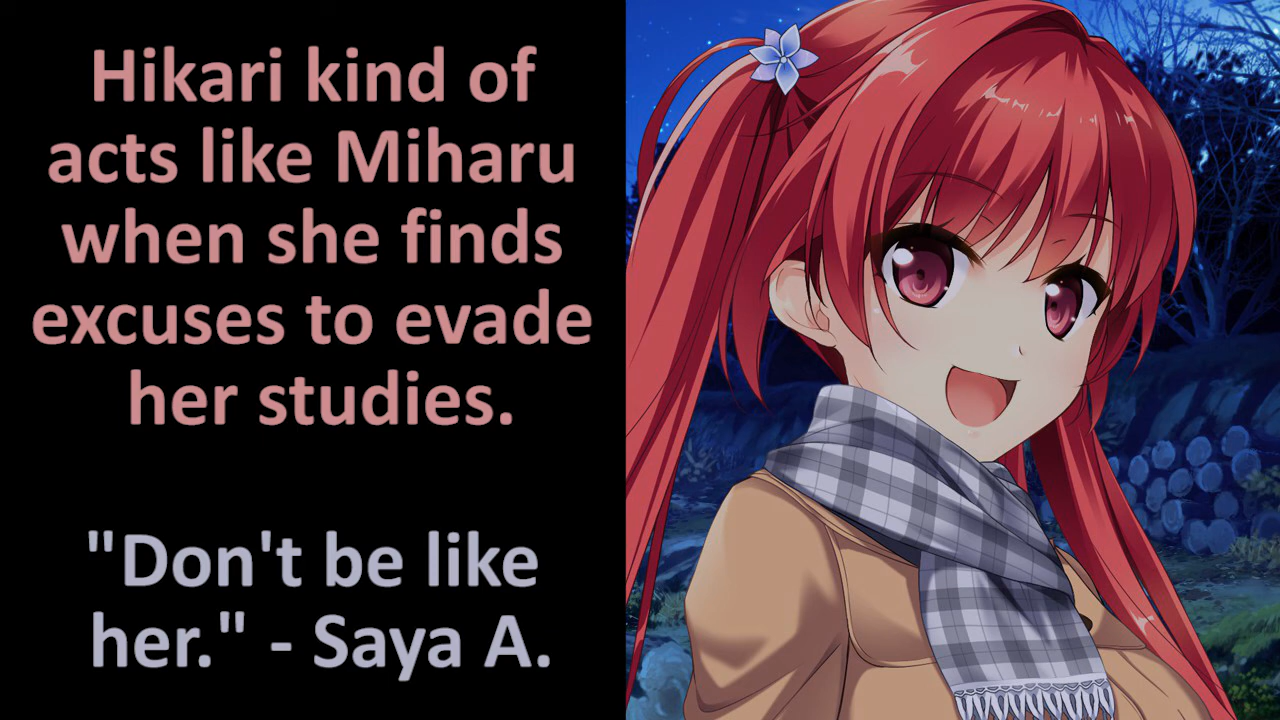 Hikari kind of
acts like Miharu
when she finds
excuses to evade
her studies.
"Don't be like
her." - Saya A.